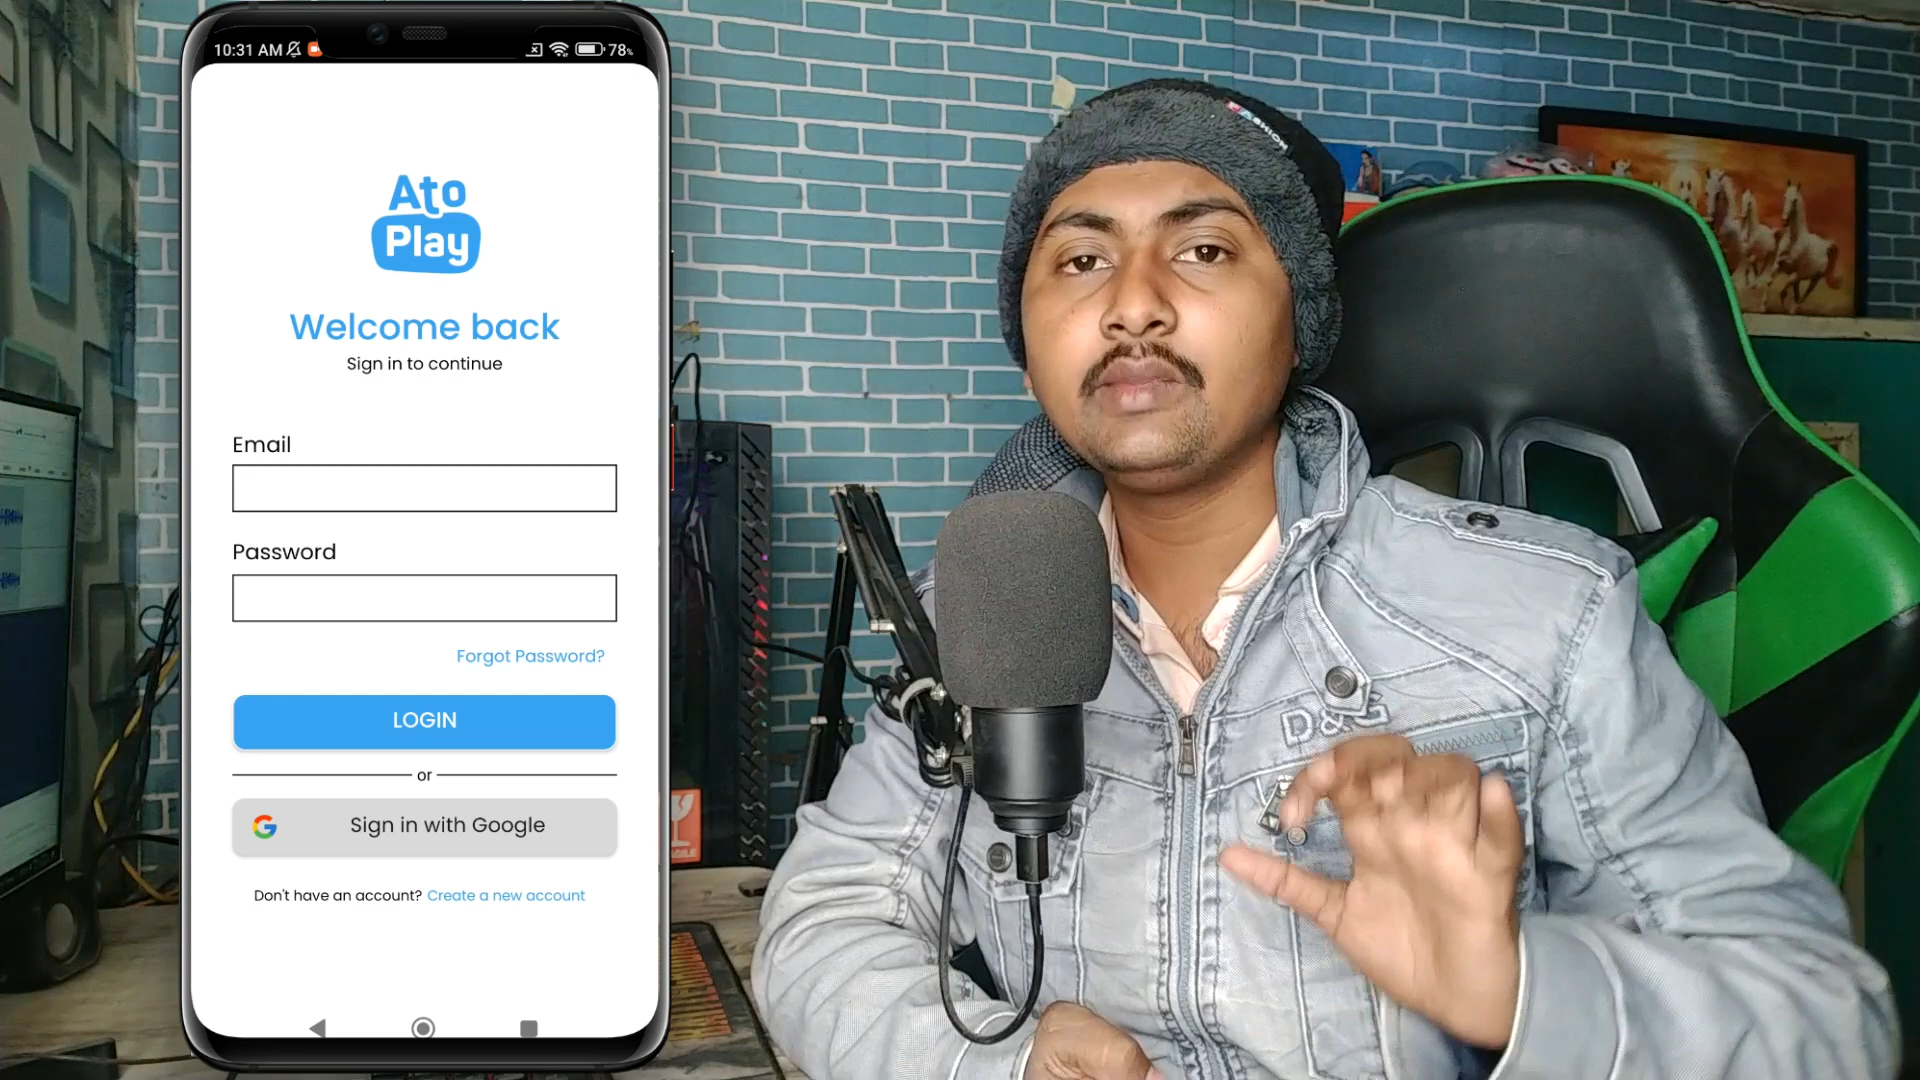 10:31 AM
78%
Ato
Play
Welcome back
Sign in to continue
Email
Password
Forgot Password?
LOGIN
or
Sign in with Google
Don't have an account? Create a new account
FASHION
D&G